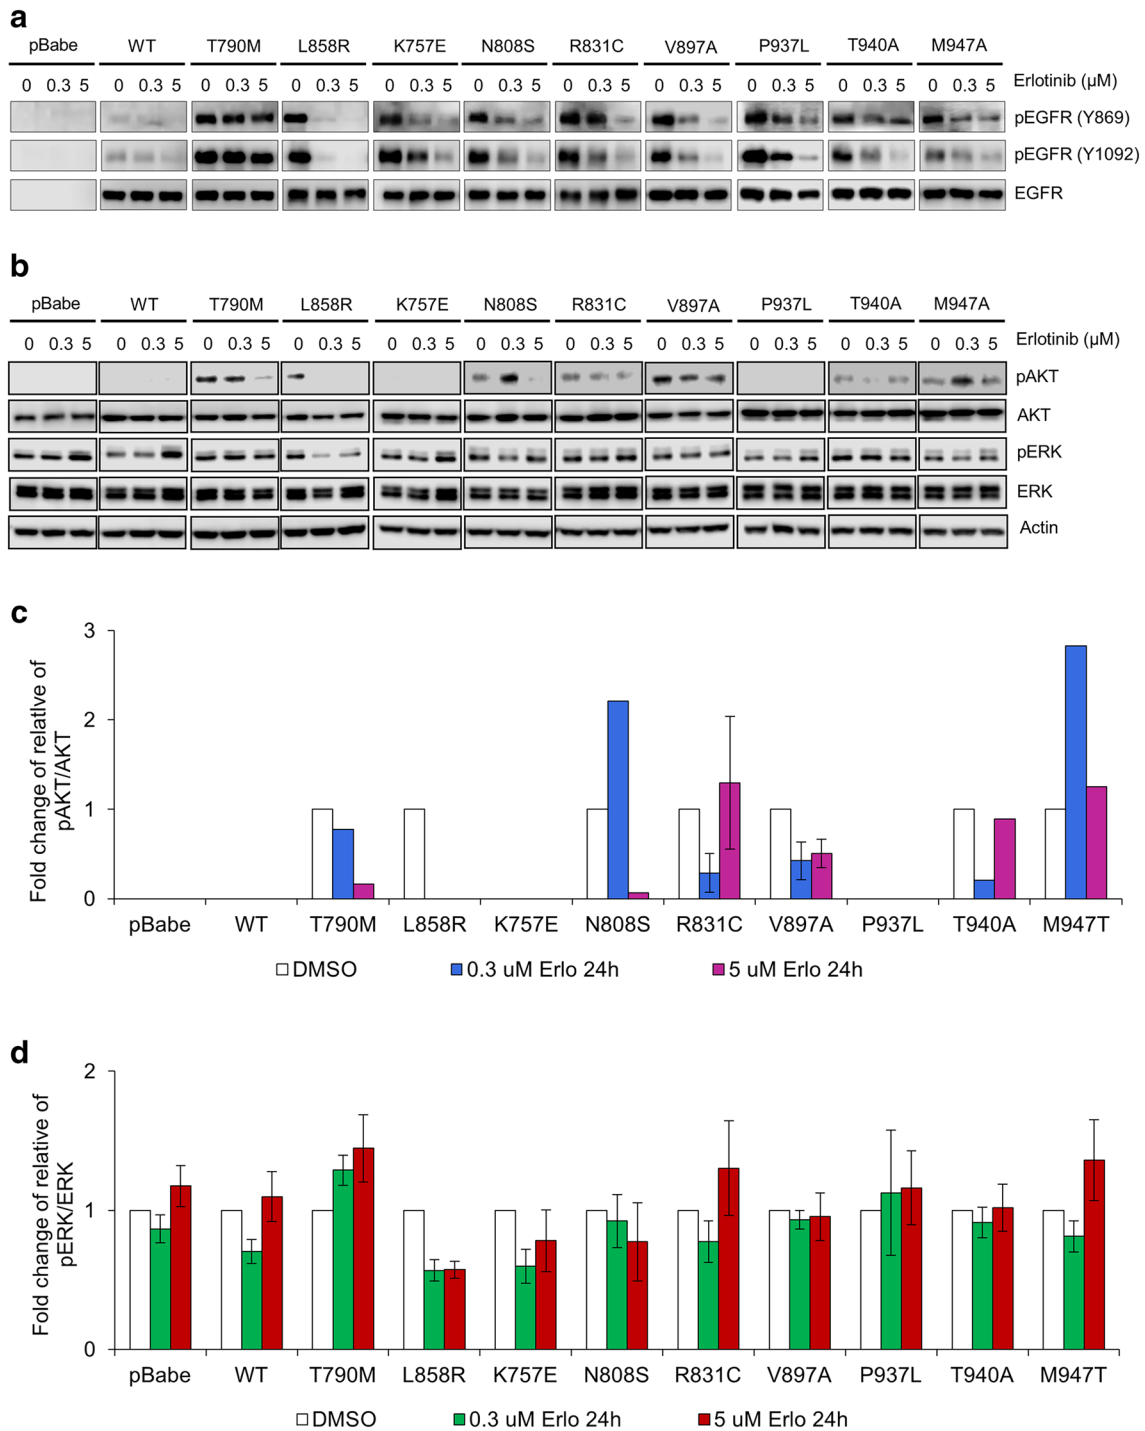 a
pBabe WT T790M L858R K757E N808S R831C V897A P937L T940A M947A
0 0.3 5 0 0.3 5 0 0.3 5 0 0.3 5 0 0.3 5 0 0.3 5 0 0.3 5 0 0.3 5 0 0.3 5 0 0.3 5 0 0.3 5 Erlotinib (µM)
pEGFR (Y869)
pEGFR (Y1092)
EGFR
b
pBabe WT T790M L858R K757E N808S R831C V897A P937L T940A M947A
0 0.3 5 0 0.3 5 0 0.3 5 0 0.3 5 0 0.3 5 0 0.3 5 0 0.3 5 0 0.3 5 0 0.3 5 0 0.3 5 0 0.3 5 Erlotinib (µM)
pAKT
AKT
pERK
ERK
Actin
c
Fold change of relative of
pAKT/AKT
3
2
1
0
pBabe WT T790M L858R K757E N808S R831C V897A P937L T940A M947T
DMSO 0.3 uM Erlo 24h 5 uM Erlo 24h
d
Fold change of relative of
pERK/ERK
2
1
0
pBabe WT T790M L858R K757E N808S R831C V897A P937L T940A M947T
DMSO 0.3 uM Erlo 24h 5 uM Erlo 24h